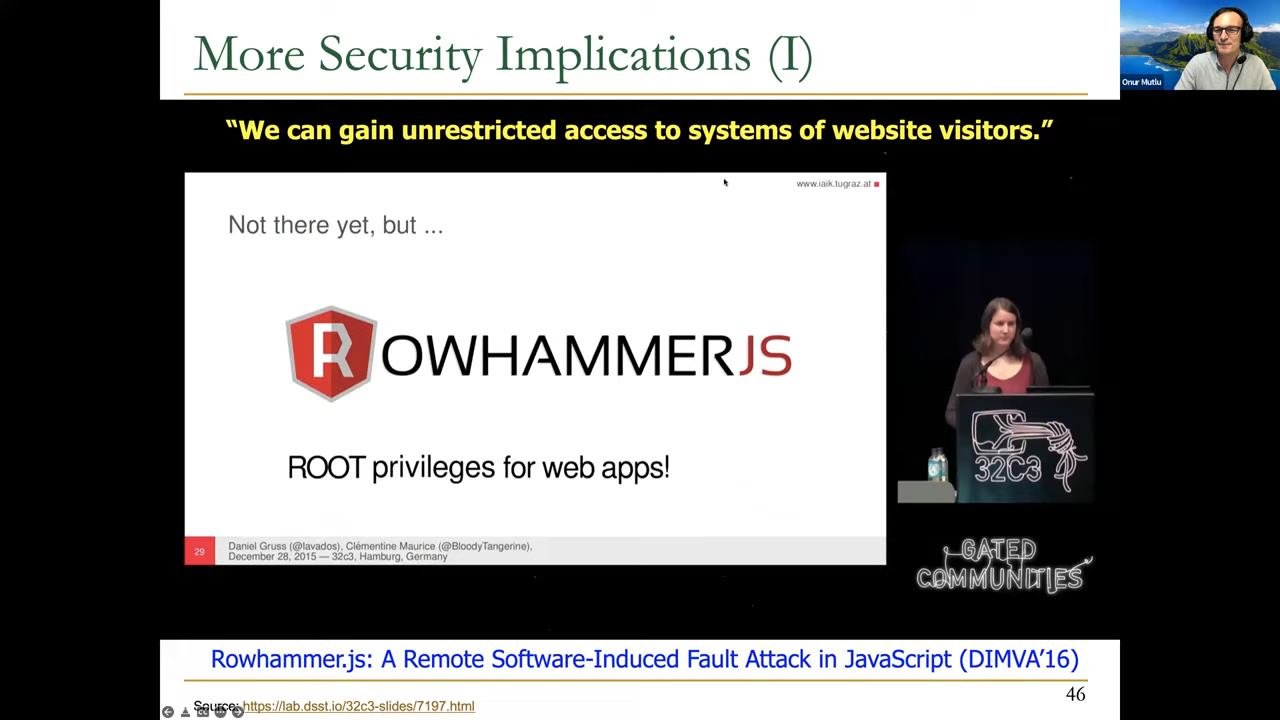 More Security Implications (I)
Onur Mutlu
“We can gain unrestricted access to systems of website visitors.”
www.iaik.tugraz.at
Not there yet, but ...
ROWHAMMERJS
ROOT privileges for web apps!
29
Daniel Gruss (@lavados), Clémentine Maurice (@BloodyTangerine),
December 28, 2015 — 32c3, Hamburg, Germany
32C3
GATED
COMMUNITIES
Rowhammer.js: A Remote Software-Induced Fault Attack in JavaScript (DIMVA’16)
Source: https://lab.dsst.io/32c3-slides/7197.html
46